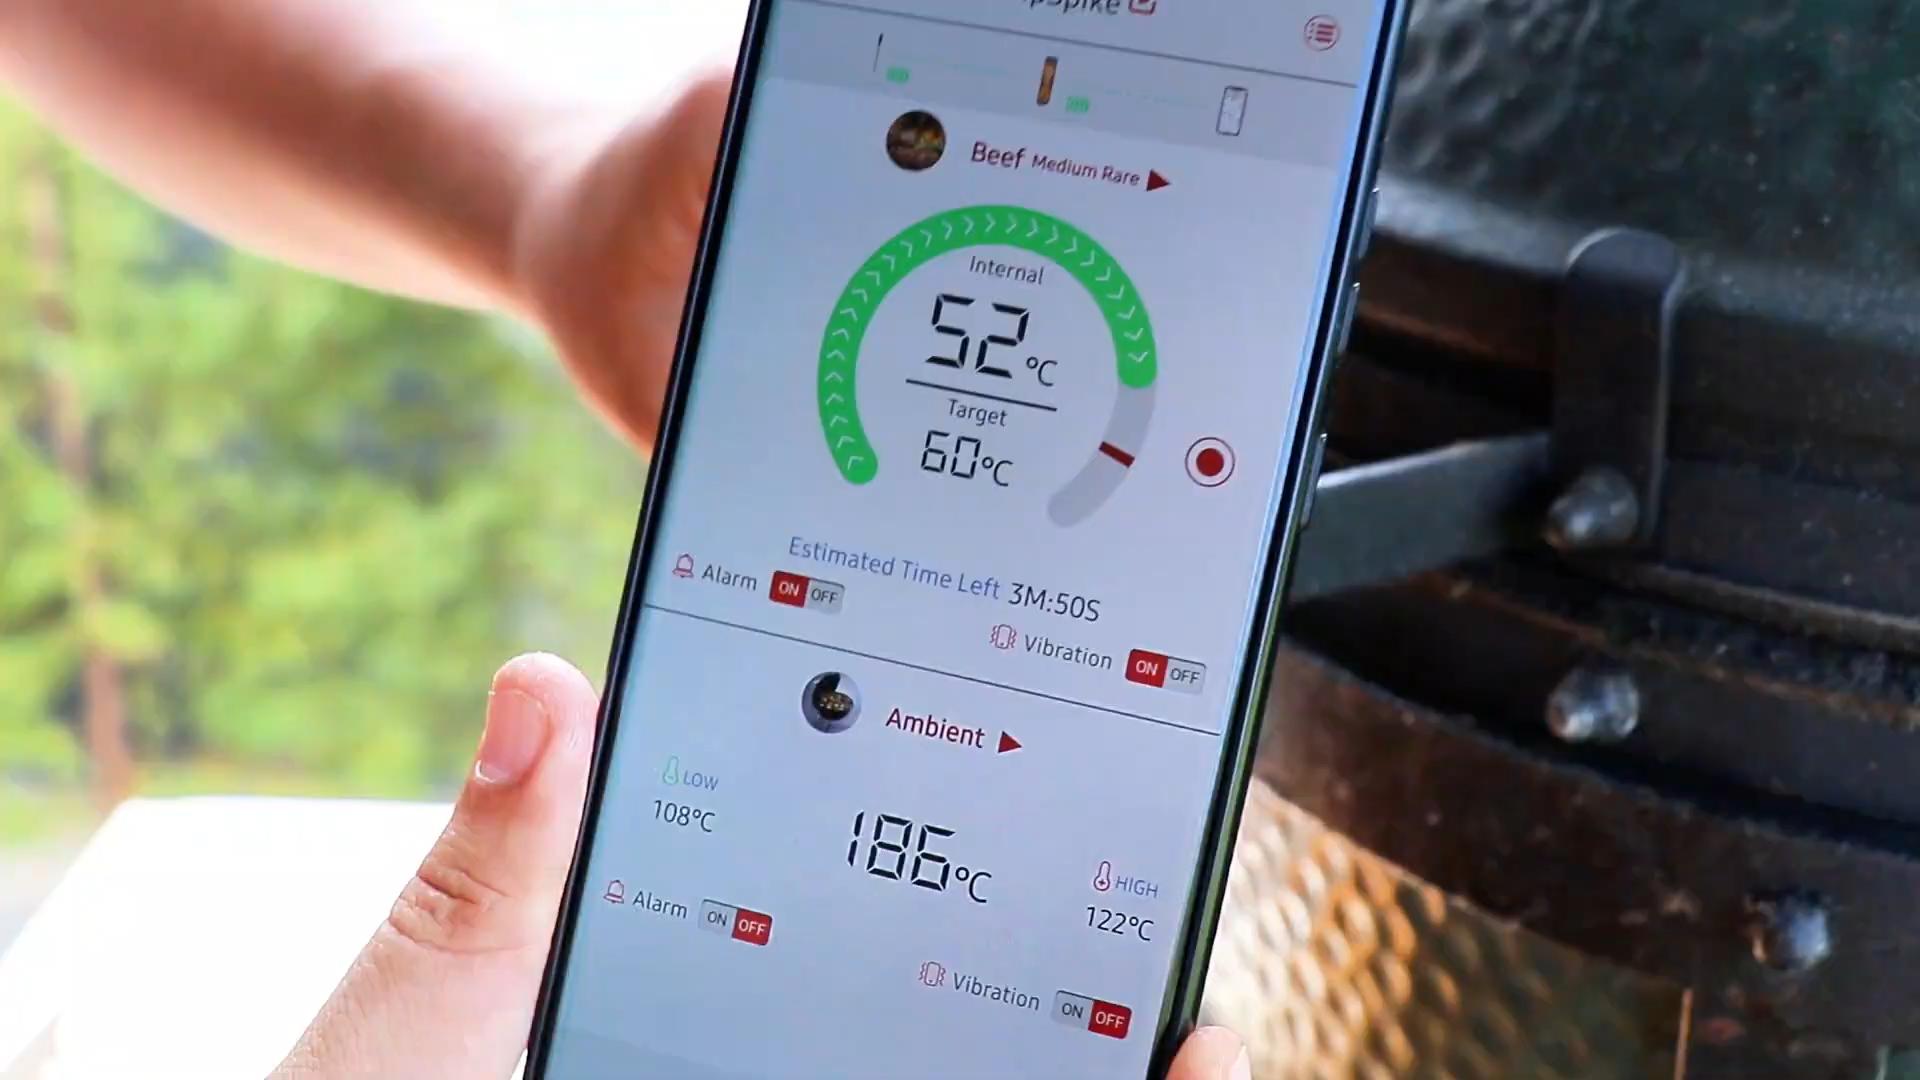 Beef Medium Rare
Internal
52°C
Target
60°C
Estimated Time Left 3M:50S
Alarm ON OFF
Vibration ON OFF
Ambient
LOW
108°C
186°C
HIGH
122°C
Alarm ON OFF
Vibration ON OFF